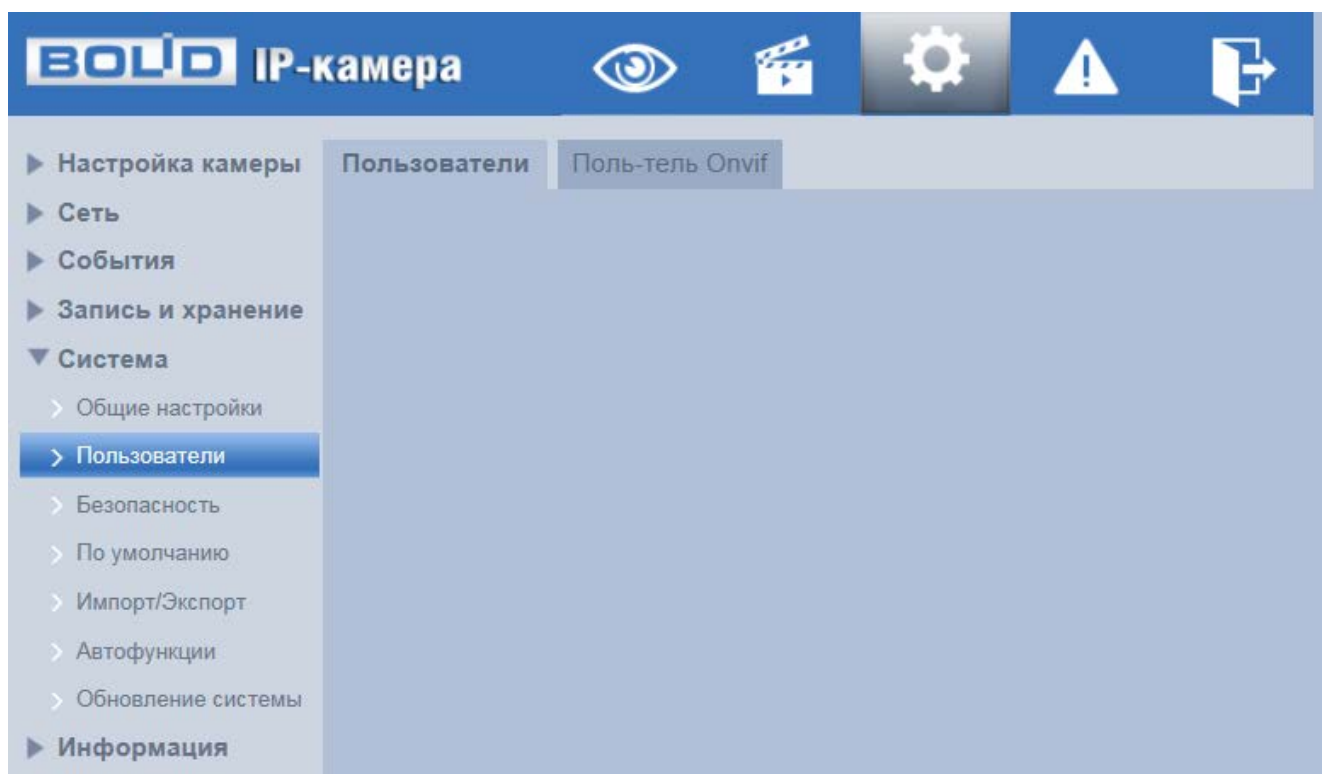 BOLID IP-камера
Настройка камеры
Пользователи
Поль-тель Onvif
Сеть
События
Запись и хранение
Система
Общие настройки
Пользователи
Безопасность
По умолчанию
Импорт/Экспорт
Автофункции
Обновление системы
Информация